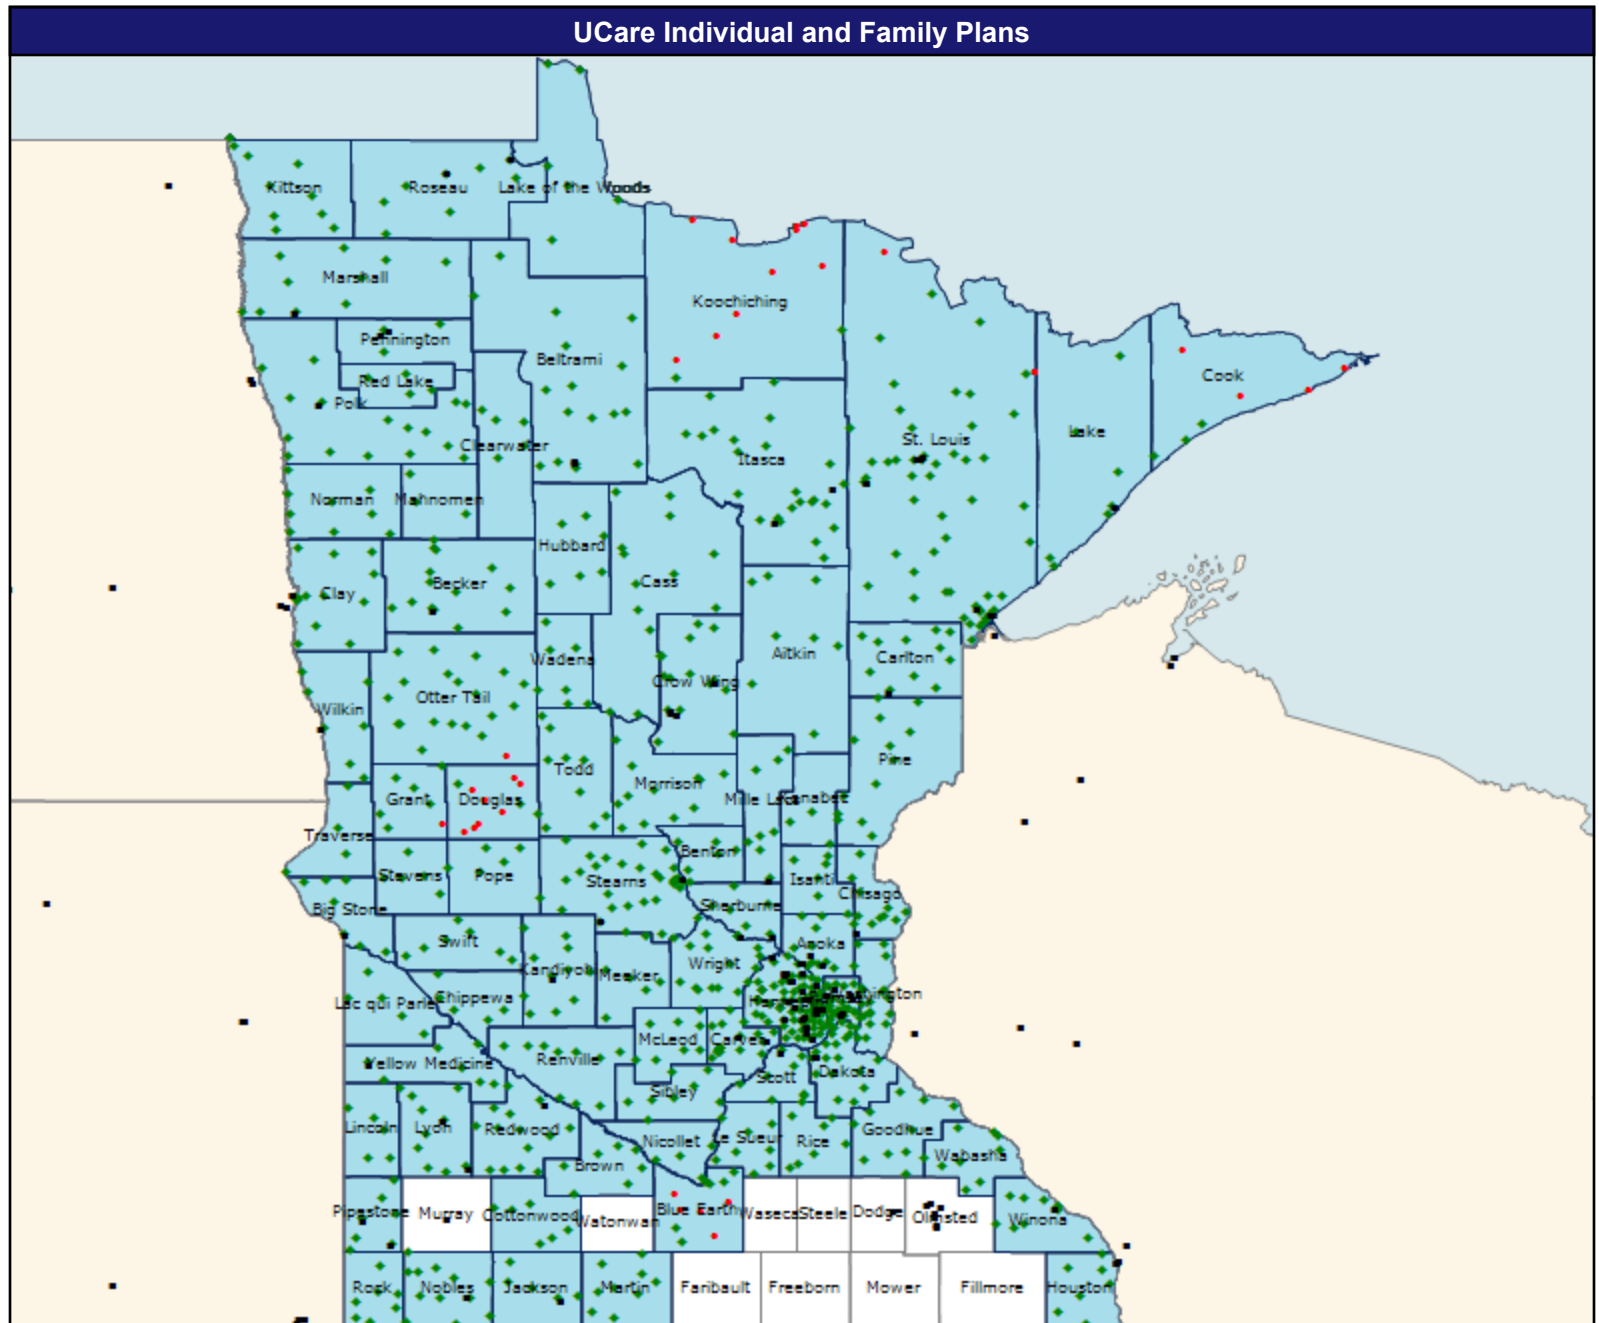 UCare Individual and Family Plans
Kittson
Roseau
Lake of the Woods
Marshall
Koochiching
Pennington
Beltrami
Red Lake
Cook
Polk
Clearwater
St. Louis
Lake
Itasca
Norman
Mahnomen
Hubbard
Becker
Cass
Clay
Wadena
Aitkin
Carlton
Crow Wing
Otter Tail
Wilkin
Pine
Todd
Morrison
Grant
Douglas
Mille Lacs
Kanabec
Traverse
Benton
Stevens
Pope
Stearns
Isanti
Chisago
Big Stone
Sherburne
Swift
Anoka
Kandiyohi
Meeker
Wright
Lac qui Parle
Chippewa
Washington
McLeod
Carver
Renville
Yellow Medicine
Scott
Dakota
Sibley
Lincoln
Lyon
Redwood
Nicollet
Le Sueur
Rice
Goodhue
Wabasha
Brown
Pipestone
Murray
Cottonwood
Watonwan
Blue Earth
Waseca
Steele
Dodge
Olmsted
Winona
Rock
Nobles
Jackson
Martin
Faribault
Freeborn
Mower
Fillmore
Houston